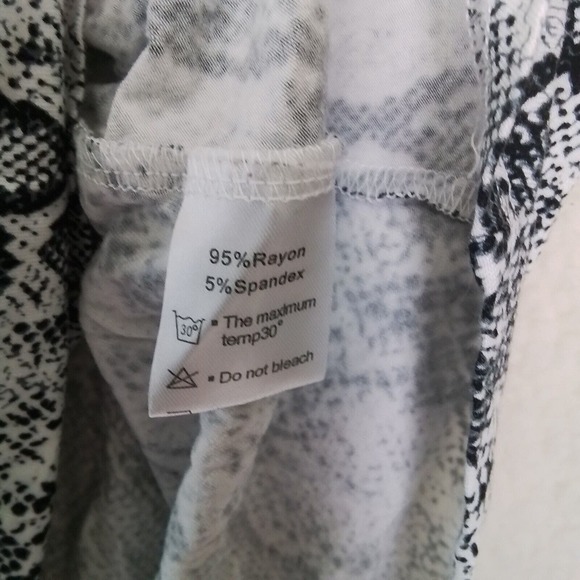 95%Rayon
5%Spandex
30° ▪ The maximum
temp30°
▪ Do not bleach